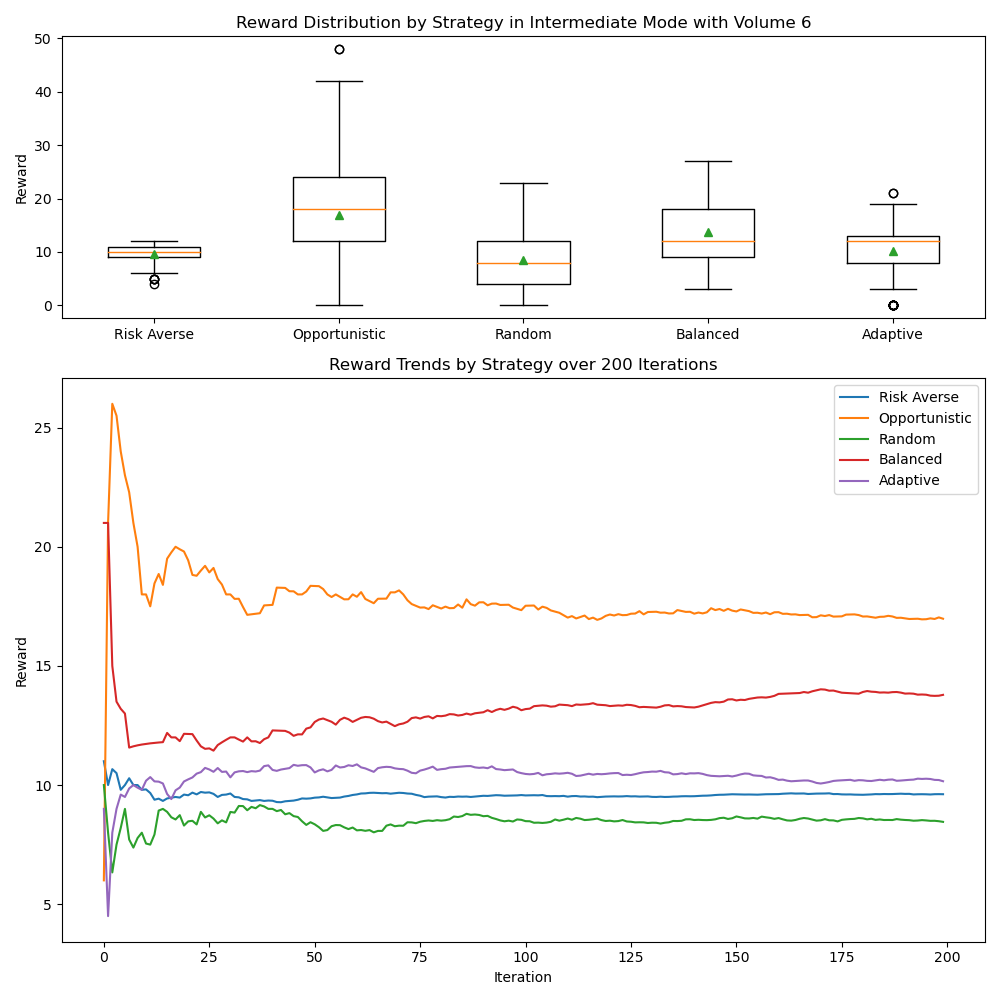 Reward Distribution by Strategy in Intermediate Mode with Volume 6
50
40
30
20
10
0
Reward
Risk Averse Opportunistic Random Balanced Adaptive
Reward Trends by Strategy over 200 Iterations
Risk Averse
Opportunistic
Random
Balanced
Adaptive
25
20
15
10
5
Reward
0 25 50 75 100 125 150 175 200
Iteration